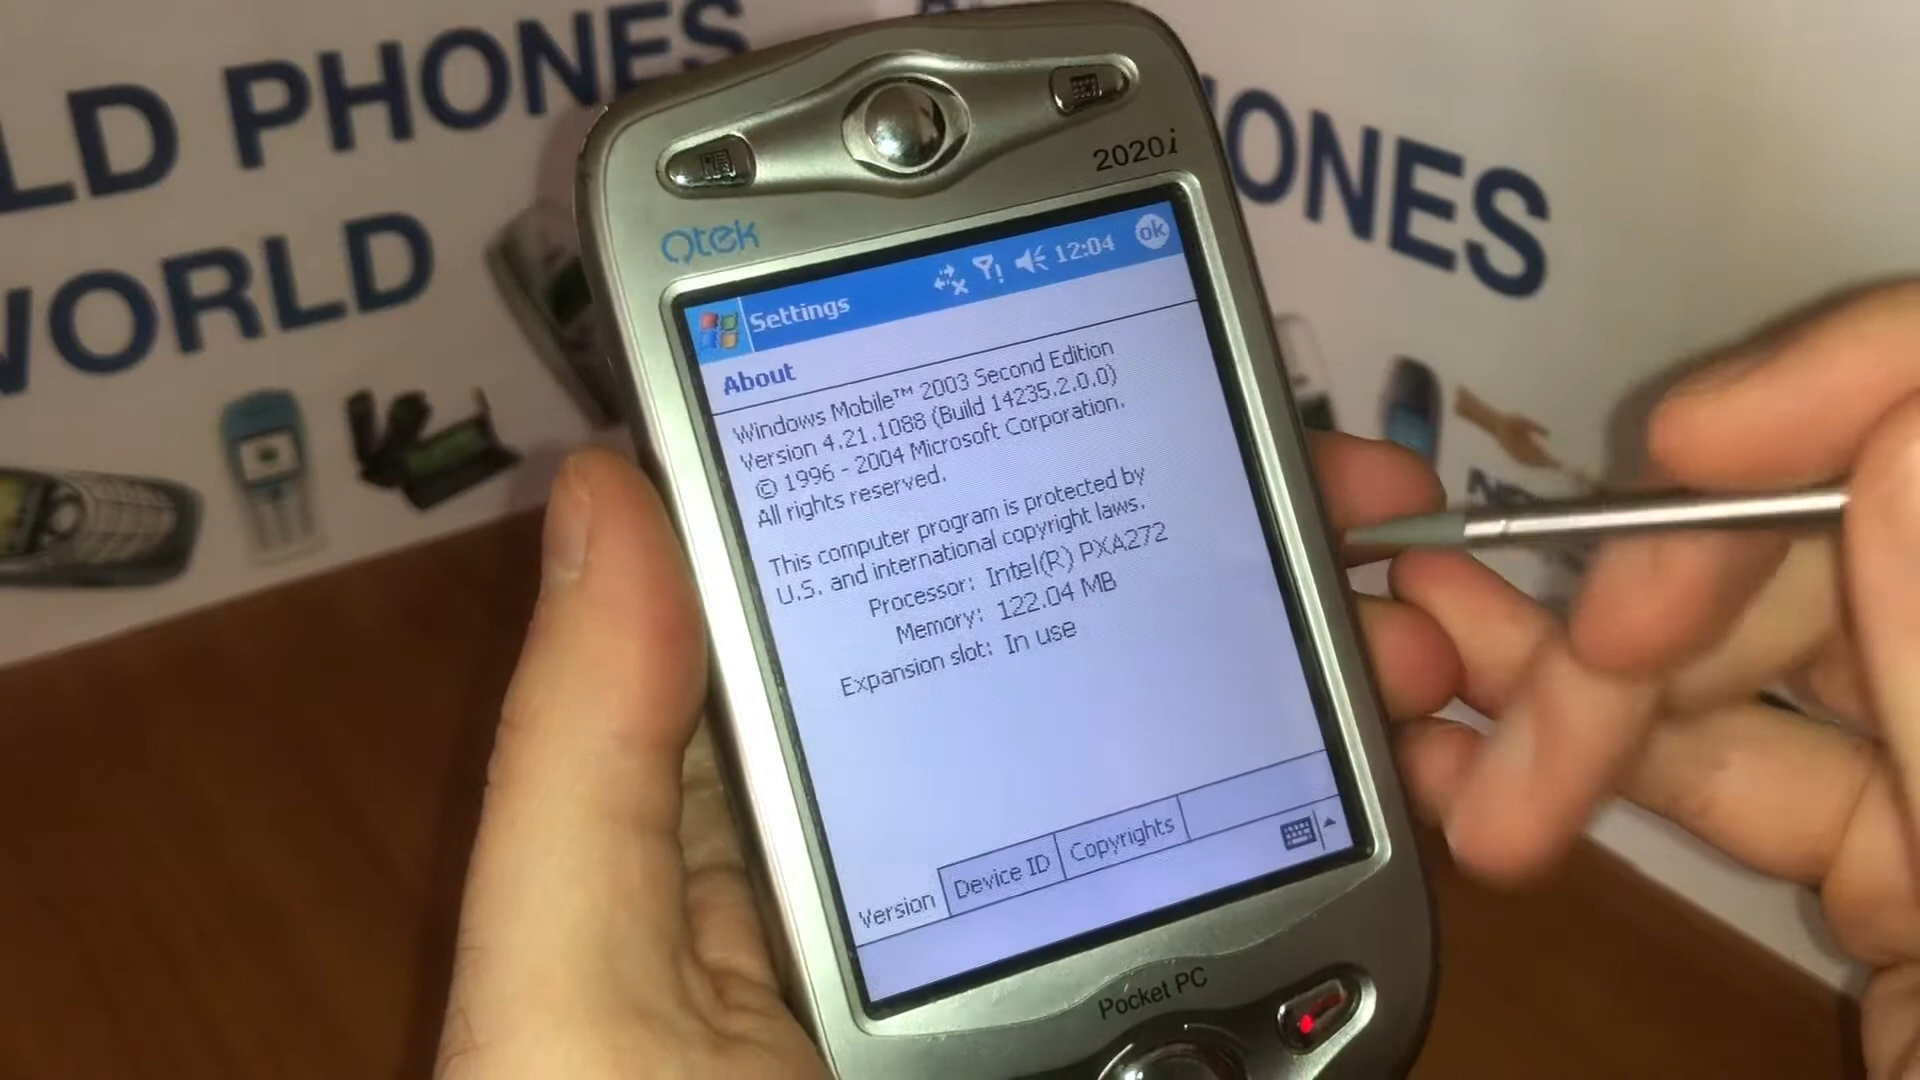 LD PHONES
WORLD
ONES
2020i
Qtek
Settings
12:04
ok
About
Windows Mobile™ 2003 Second Edition
Version 4.21.1088 (Build 14235.2.0.0)
© 1996 - 2004 Microsoft Corporation.
All rights reserved.
This computer program is protected by
U.S. and international copyright laws.
Processor: Intel(R) PXA272
Memory: 122.04 MB
Expansion slot: In use
Version
Device ID
Copyrights
Pocket PC